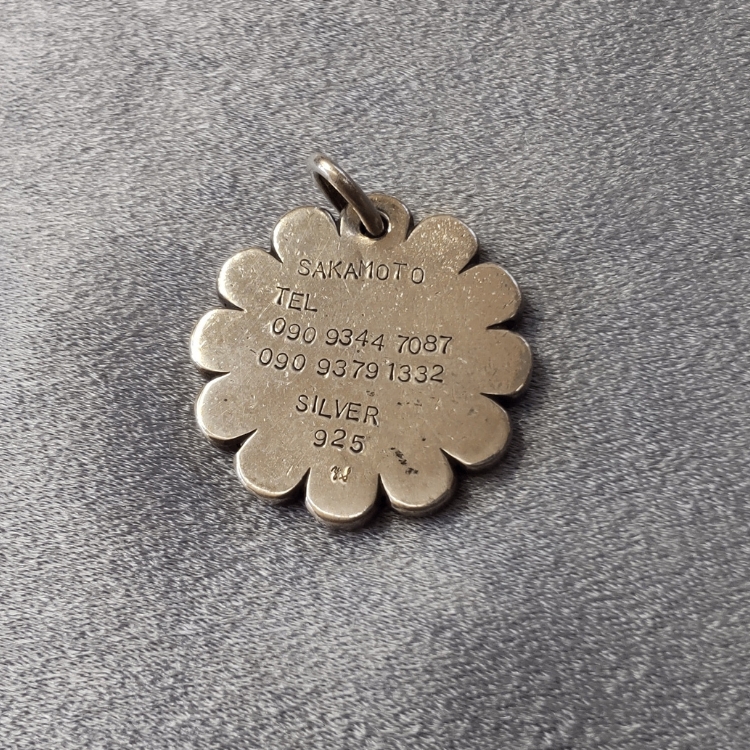 SAKAMOTO
TEL
090 9344 7087
090 9379 1332
SILVER
925